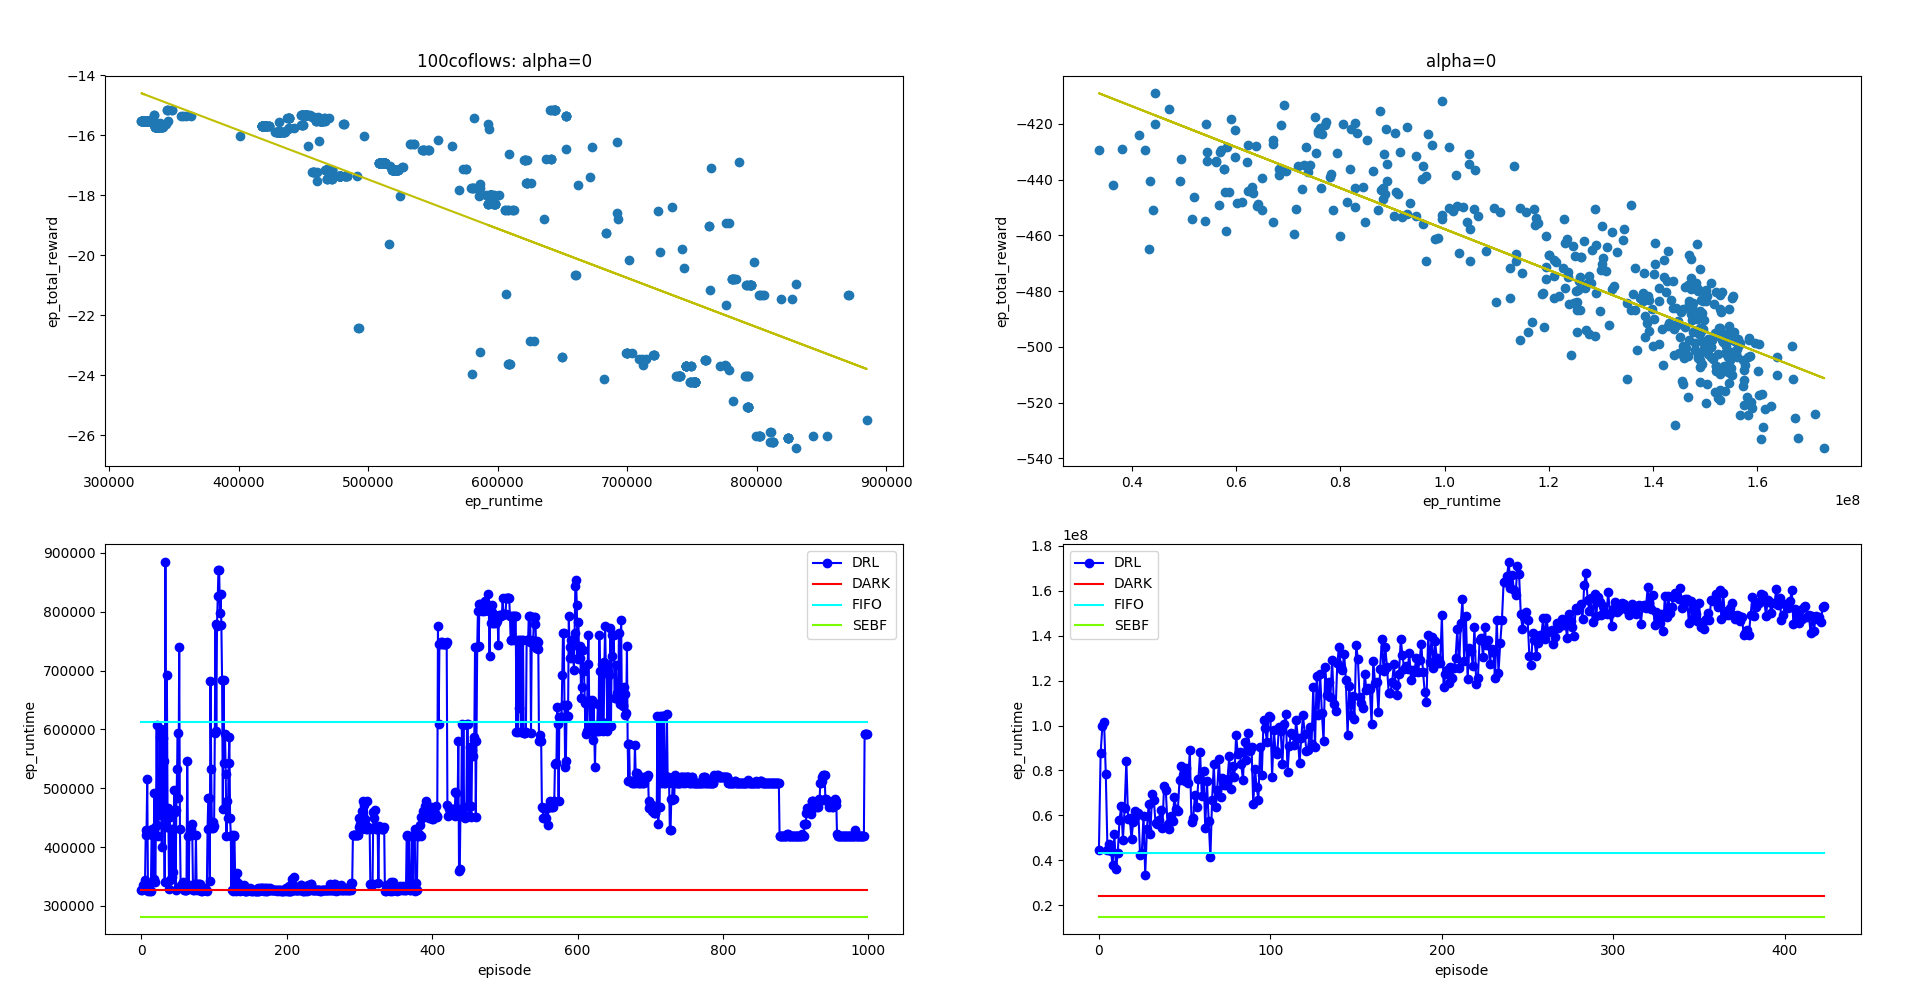 100coflows: alpha=0
ep_total_reward
−14
−16
−18
−20
−22
−24
−26
300000 400000 500000 600000 700000 800000 900000
ep_runtime
alpha=0
ep_total_reward
−420
−440
−460
−480
−500
−520
−540
0.4 0.6 0.8 1.0 1.2 1.4 1.6
1e8
ep_runtime
ep_runtime
900000
800000
700000
600000
500000
400000
300000
DRL
DARK
FIFO
SEBF
0 200 400 600 800 1000
episode
1e8
ep_runtime
1.8
1.6
1.4
1.2
1.0
0.8
0.6
0.4
0.2
DRL
DARK
FIFO
SEBF
0 100 200 300 400
episode